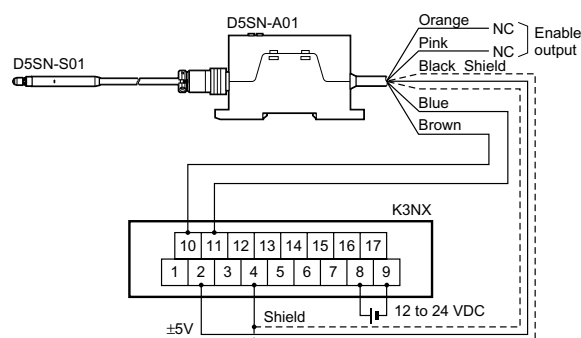 D5SN-A01
D5SN-S01
Orange
NC
Pink
NC
Enable
output
Black Shield
Blue
Brown
K3NX
10 11 12 13 14 15 16 17
1 2 3 4 5 6 7 8 9
Shield
12 to 24 VDC
±5V